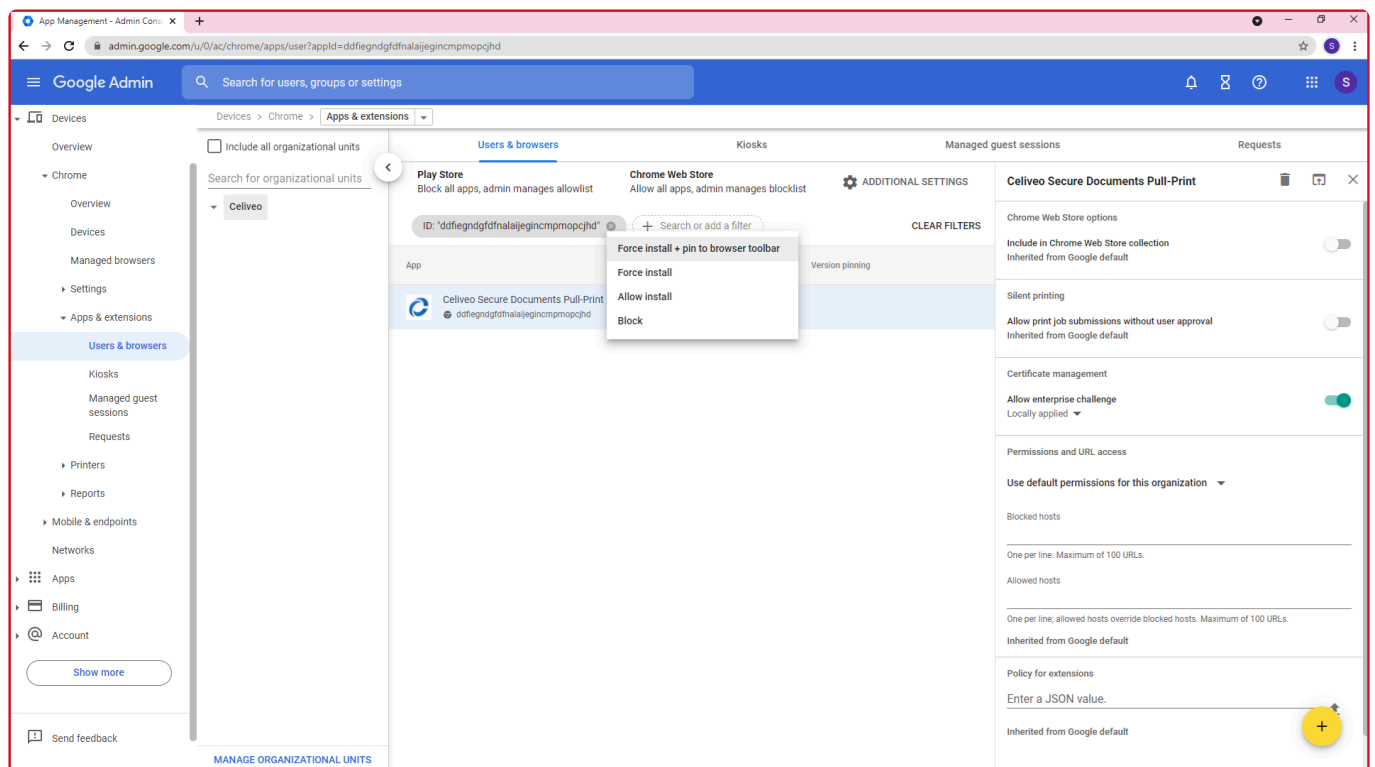 App Management - Admin Cons
admin.google.com/u/0/ac/chrome/apps/user?appId=ddfiegndgfdfnalaijegincmpmopcjhd
S
Google Admin
Search for users, groups or settings
S
Devices
Overview
Chrome
Overview
Devices
Managed browsers
Settings
Apps & extensions
Users & browsers
Kiosks
Managed guest
sessions
Requests
Printers
Reports
Mobile & endpoints
Networks
Apps
Billing
Account
Show more
Send feedback
Devices > Chrome > Apps & extensions
Include all organizational units
Search for organizational units
Celiveo
MANAGE ORGANIZATIONAL UNITS
Users & browsers
Kiosks
Managed guest sessions
Requests
Play Store
Block all apps, admin manages allowlist
Chrome Web Store
Allow all apps, admin manages blocklist
ADDITIONAL SETTINGS
ID: "ddfiegndgfdfnalaijegincmpmopcjhd"
Search or add a filter
CLEAR FILTERS
App
Version pinning
Celiveo Secure Documents Pull-Print
ddfiegndgfdfnalaijegincmpmopcjhd
Force install + pin to browser toolbar
Force install
Allow install
Block
Celiveo Secure Documents Pull-Print
Chrome Web Store options
Include in Chrome Web Store collection
Inherited from Google default
Silent printing
Allow print job submissions without user approval
Inherited from Google default
Certificate management
Allow enterprise challenge
Locally applied
Permissions and URL access
Use default permissions for this organization
Blocked hosts
One per line. Maximum of 100 URLs.
Allowed hosts
One per line; allowed hosts override blocked hosts. Maximum of 100 URLs.
Inherited from Google default
Policy for extensions
Enter a JSON value.
Inherited from Google default